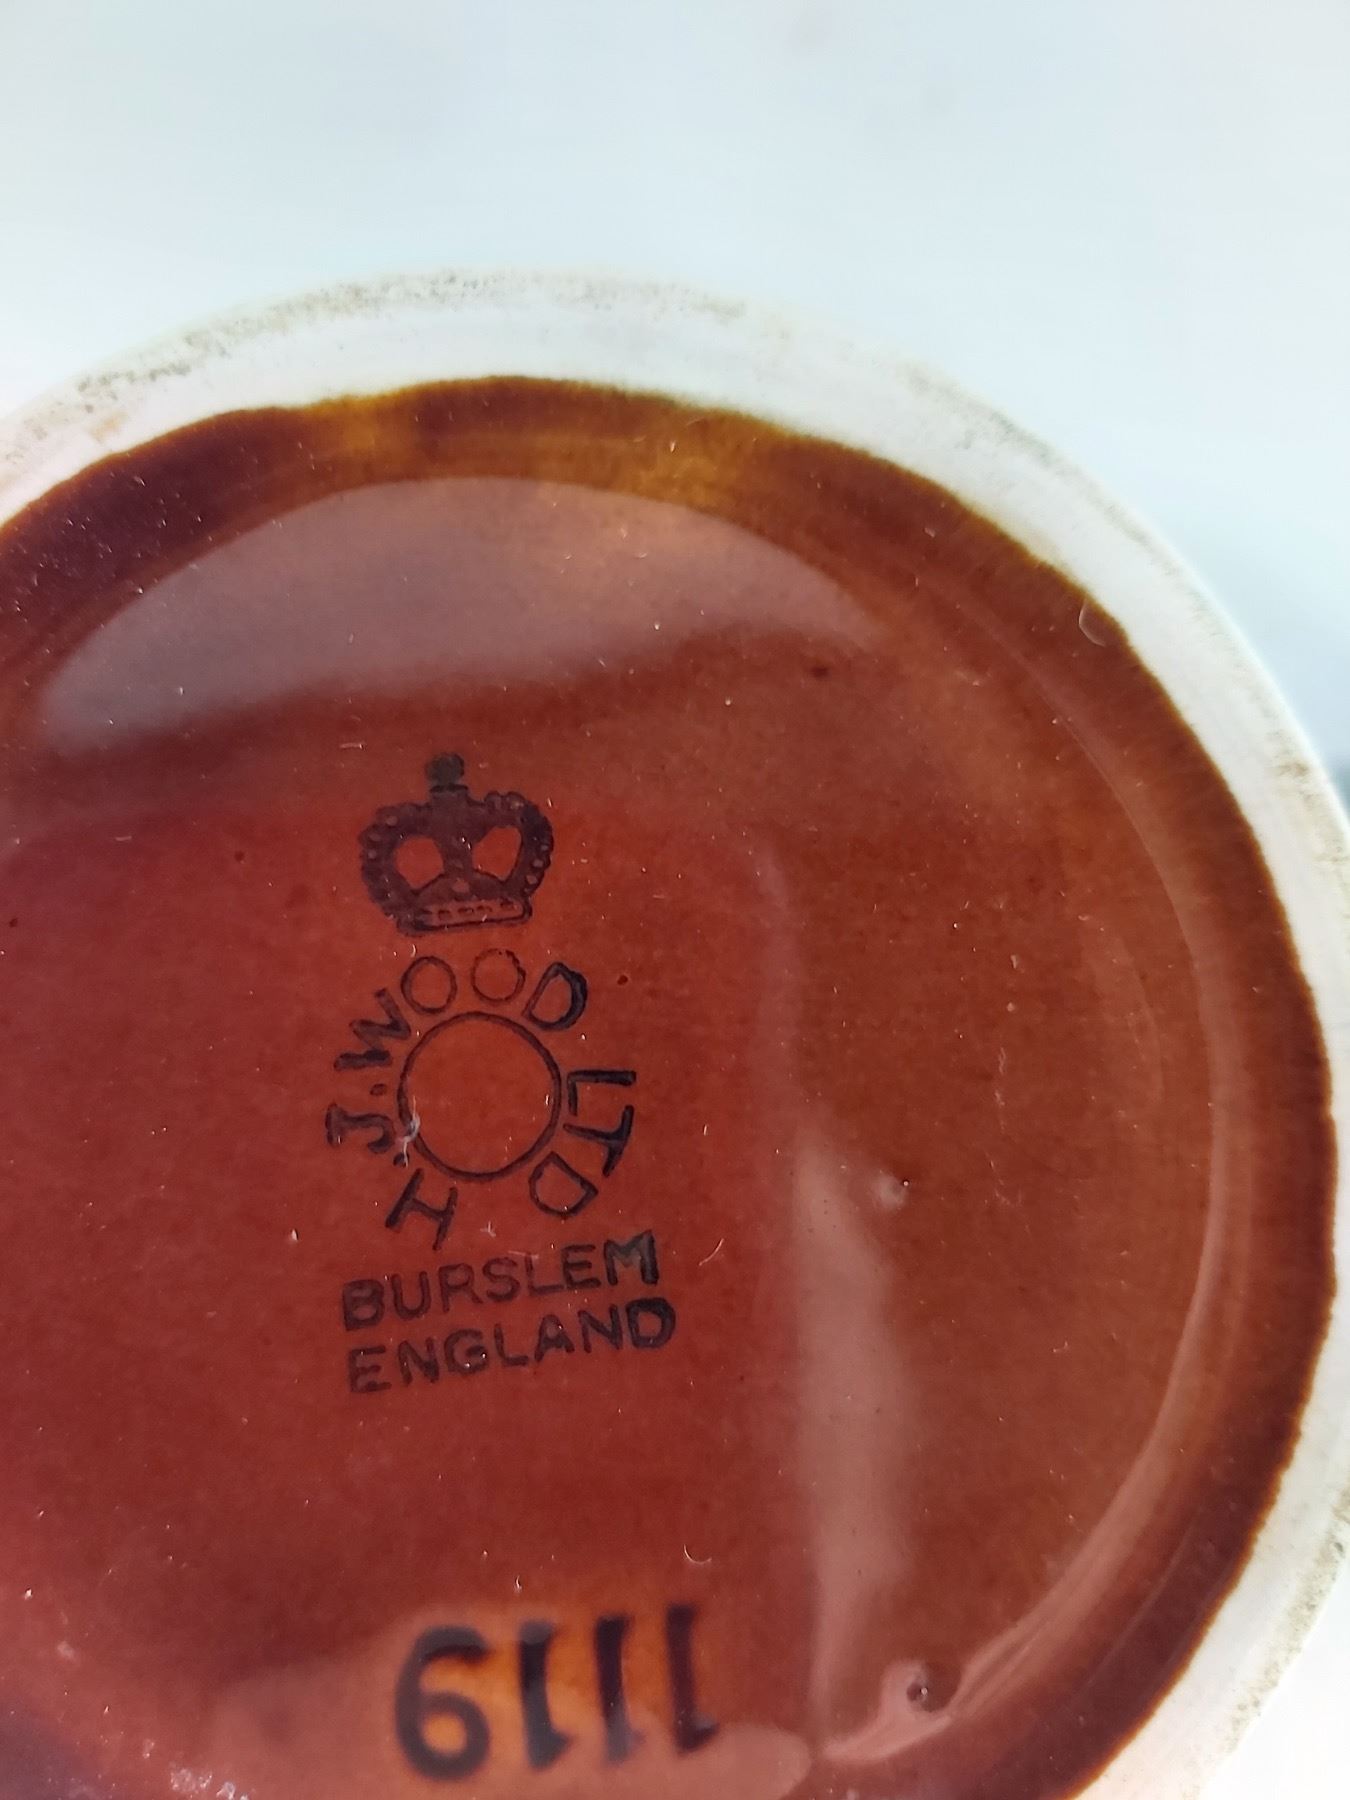 H.J. WOOD LTD
BURSLEM
ENGLAND
1119